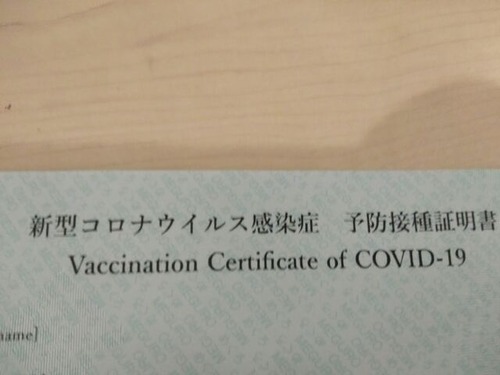 新型コロナウイルス感染症　予防接種証明書
Vaccination Certificate of COVID-19
name]